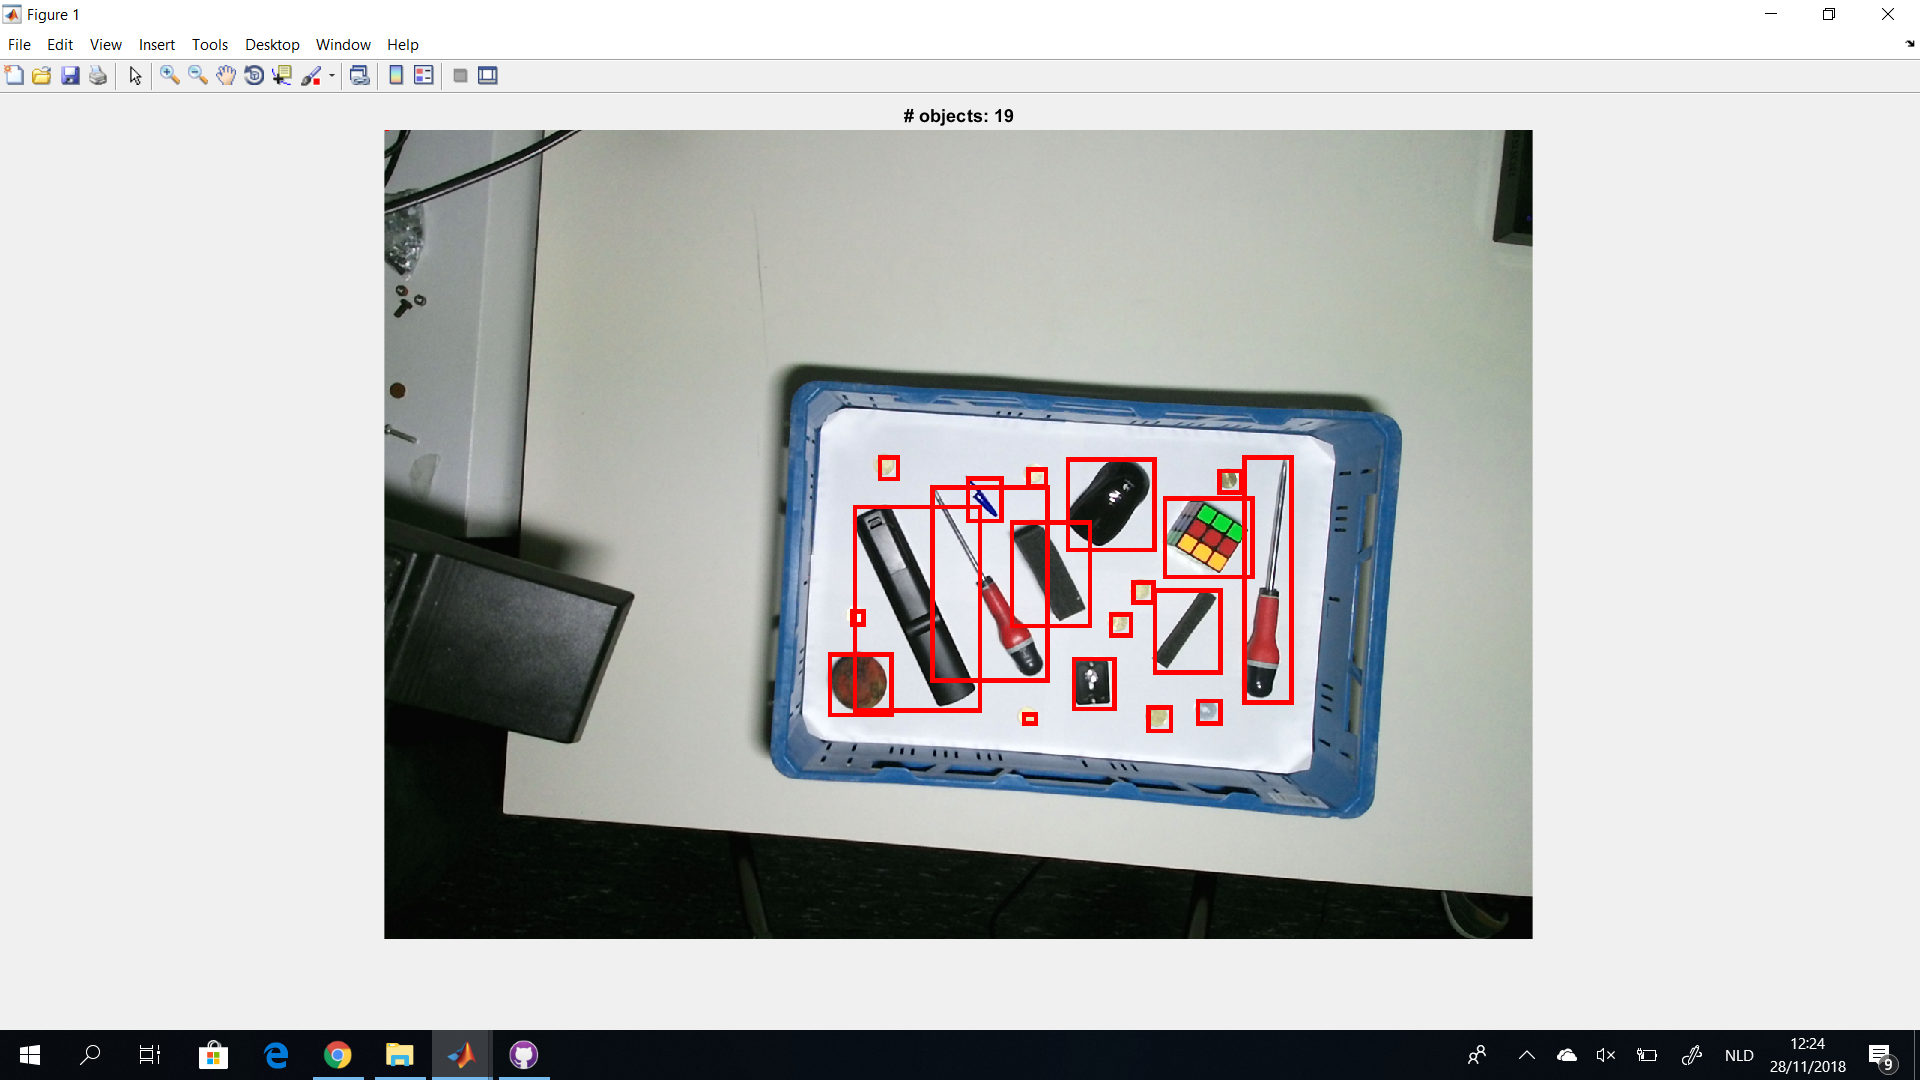 Figure 1
File Edit View Insert Tools Desktop Window Help
# objects: 19
NLD
12:24
28/11/2018
9